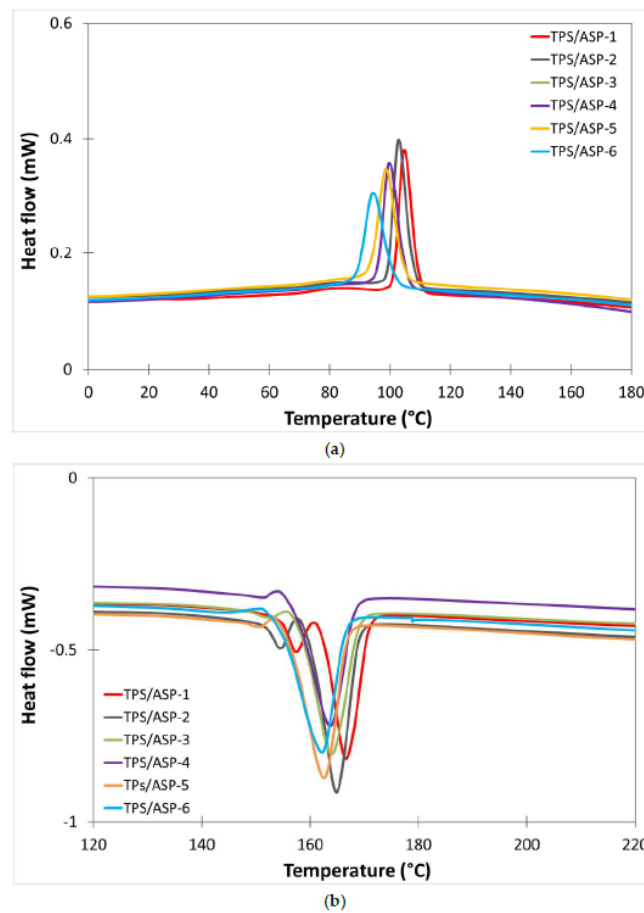 0.6
TPS/ASP-1
TPS/ASP-2
TPS/ASP-3
TPS/ASP-4
TPS/ASP-5
TPS/ASP-6
0.4
Heat flow (mW)
0.2
0
0 20 40 60 80 100 120 140 160 180
Temperature (°C)
(a)
0
Heat flow (mW)
-0.5
TPS/ASP-1
TPS/ASP-2
TPS/ASP-3
TPS/ASP-4
TPs/ASP-5
TPS/ASP-6
-1
120 140 160 180 200 220
Temperature (°C)
(b)